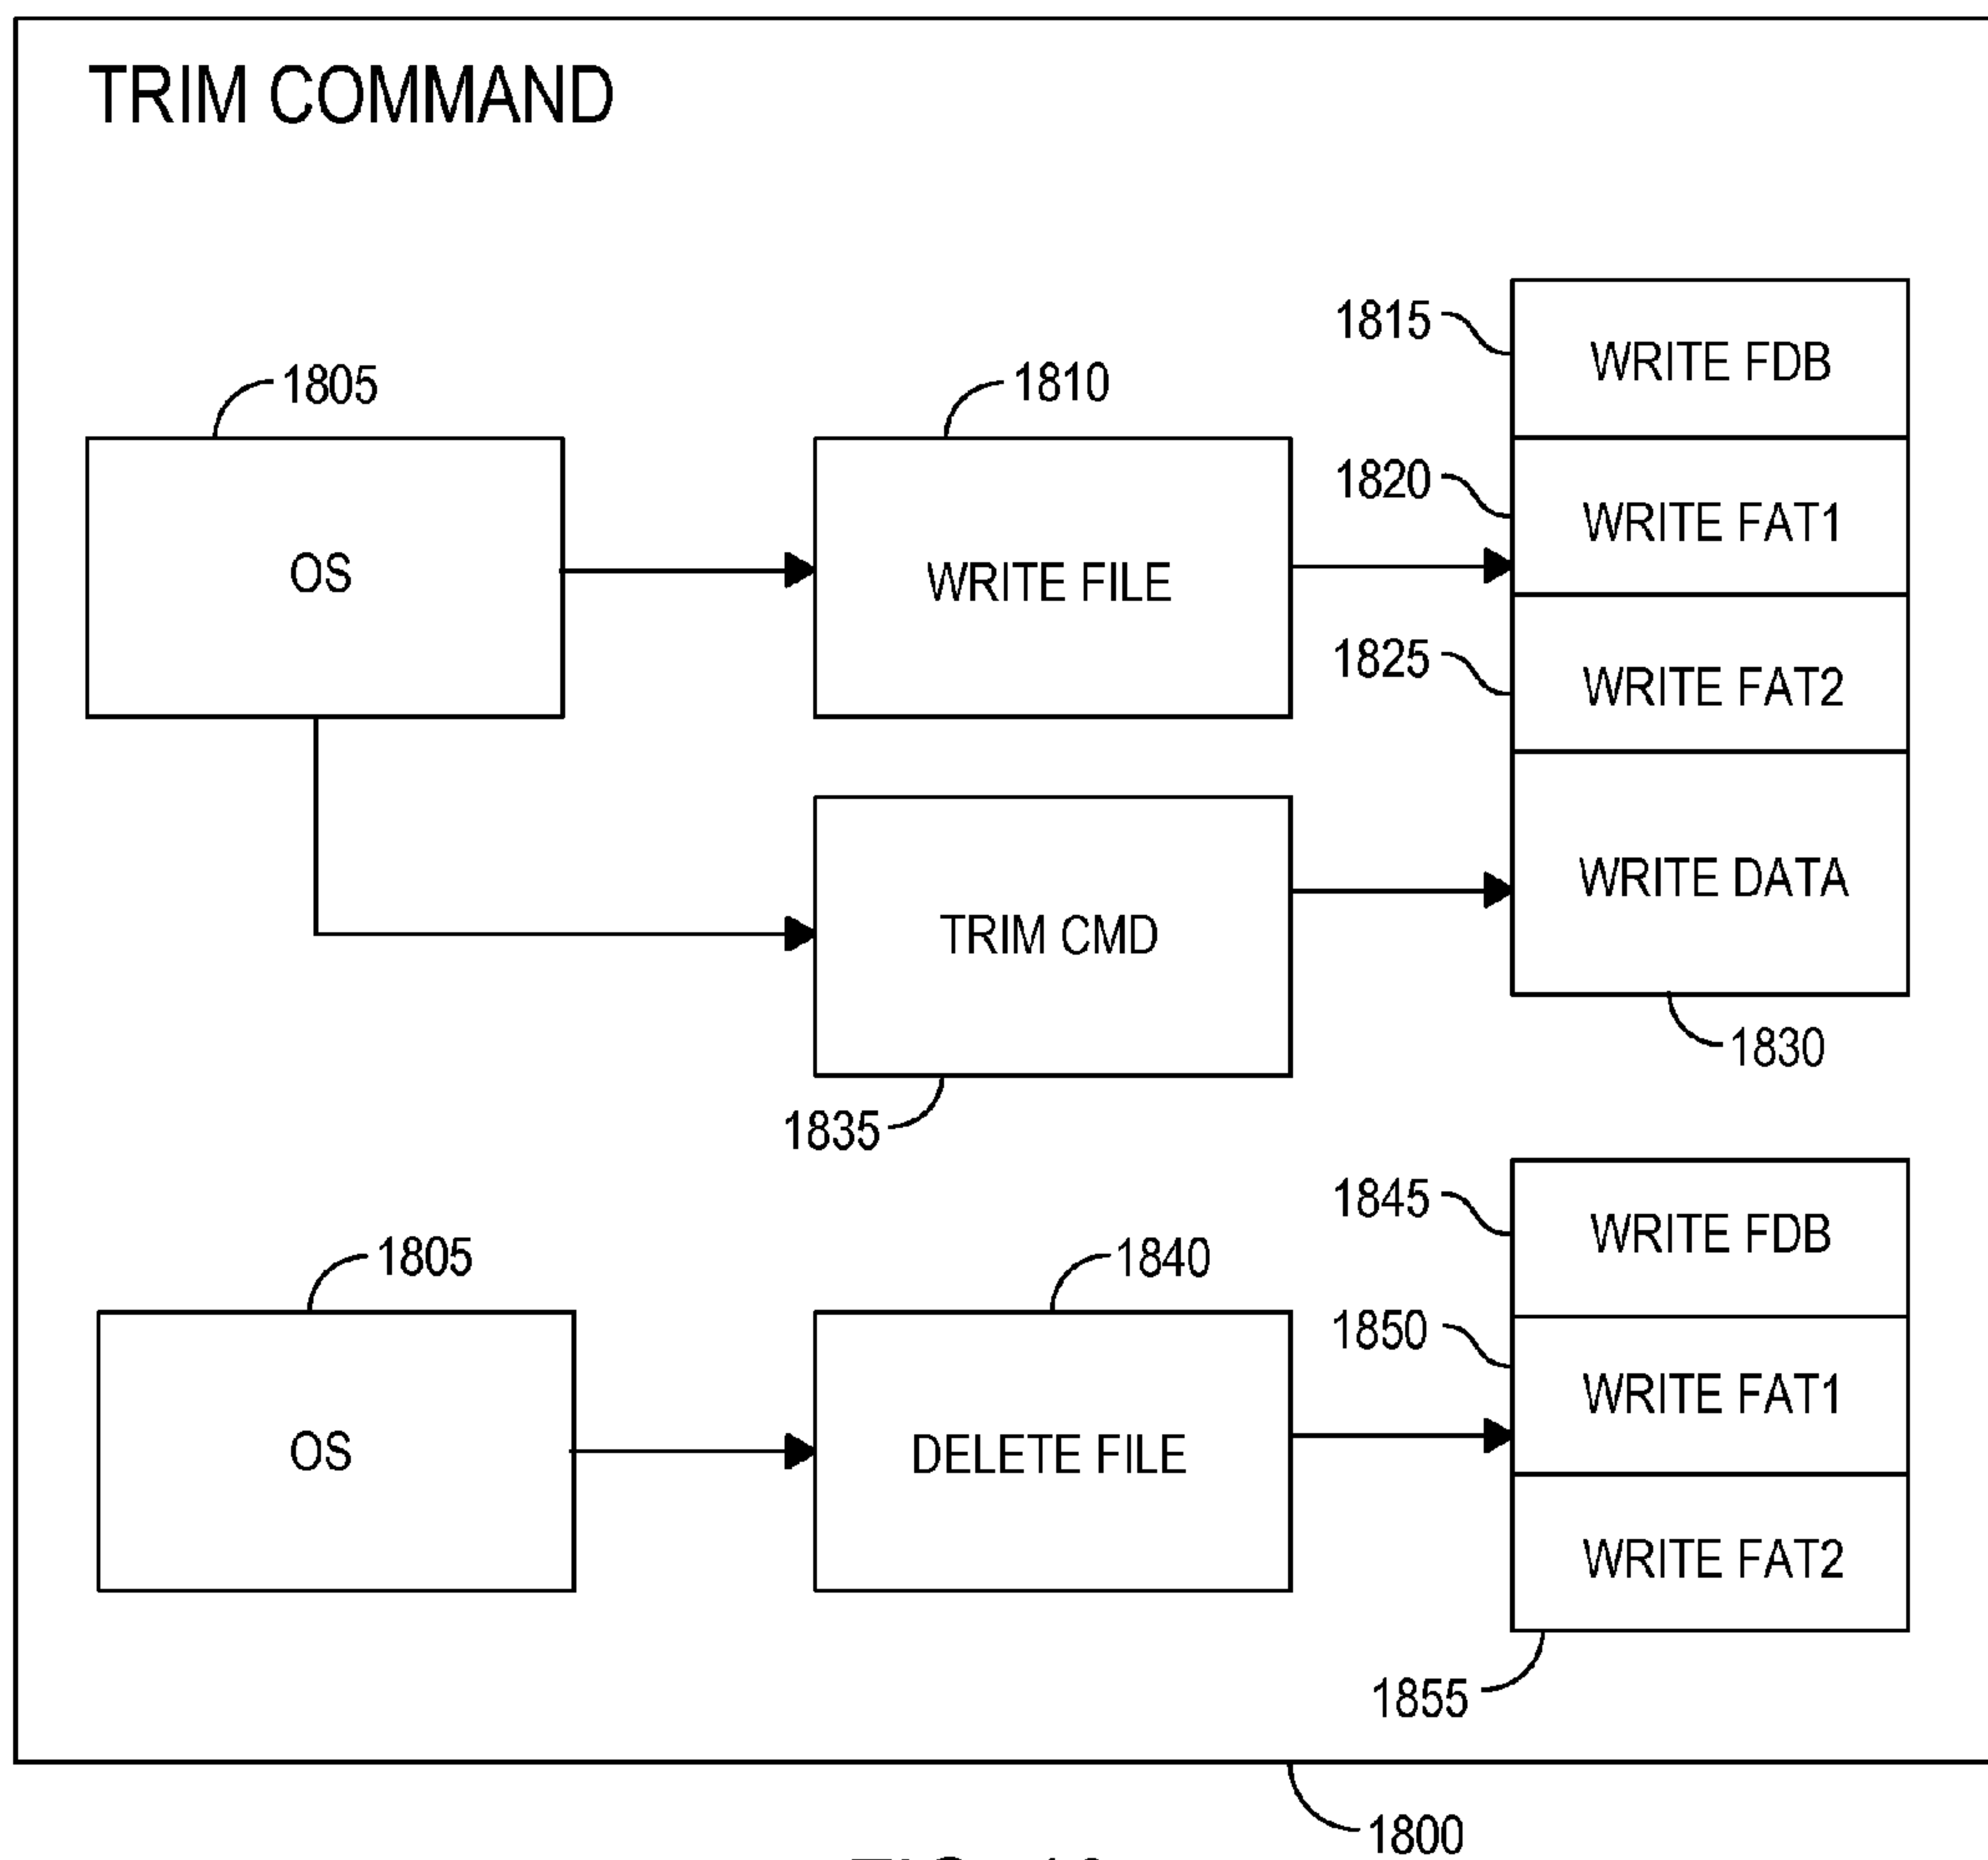 TRIM COMMAND
1815
WRITE FDB
1805
1810
1820
WRITE FAT1
OS
WRITE FILE
1825
WRITE FAT2
WRITE DATA
TRIM CMD
1830
1835
1845
WRITE FDB
1805
1840
1850
WRITE FAT1
OS
DELETE FILE
WRITE FAT2
1855
1800